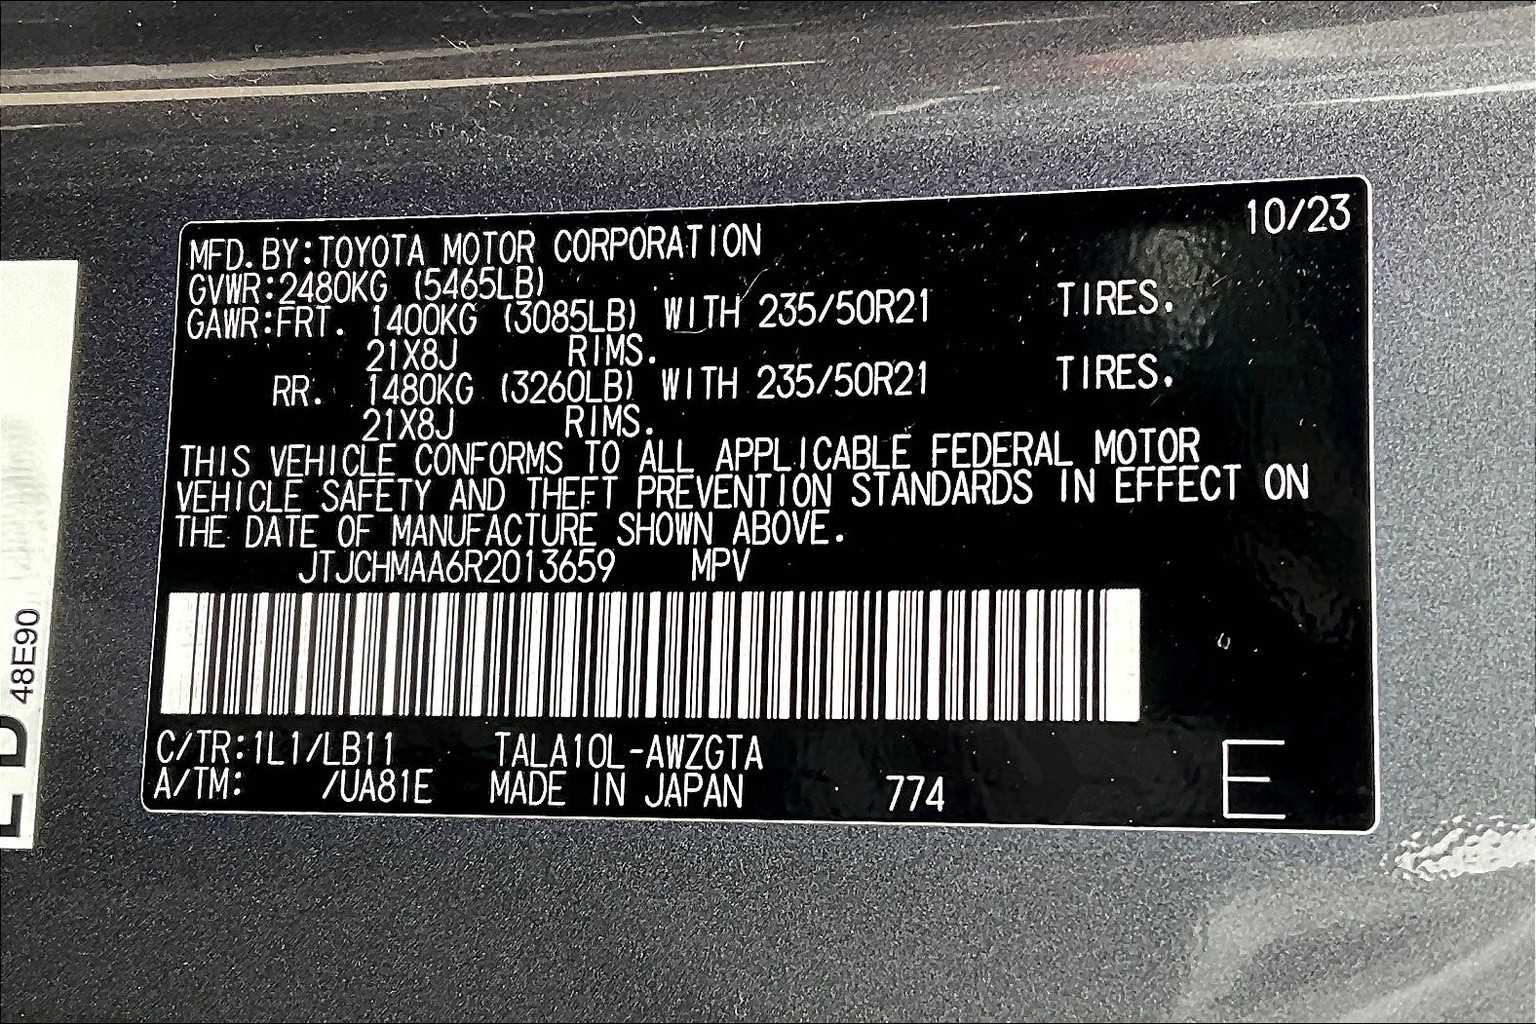 10/23
MFD.BY:TOYOTA MOTOR CORPORATION
GVWR:2480KG (5465LB)
GAWR:FRT. 1400KG (3085LB) WITH 235/50R21 TIRES.
21X8J RIMS.
RR. 1480KG (3260LB) WITH 235/50R21 TIRES.
21X8J RIMS.
THIS VEHICLE CONFORMS TO ALL APPLICABLE FEDERAL MOTOR
VEHICLE SAFETY AND THEFT PREVENTION STANDARDS IN EFFECT ON
THE DATE OF MANUFACTURE SHOWN ABOVE.
JTJCHMAA6R2013659 MPV
C/TR:1L1/LB11 TALA10L-AWZGTA
A/TM: /UA81E MADE IN JAPAN 774 E
48E90